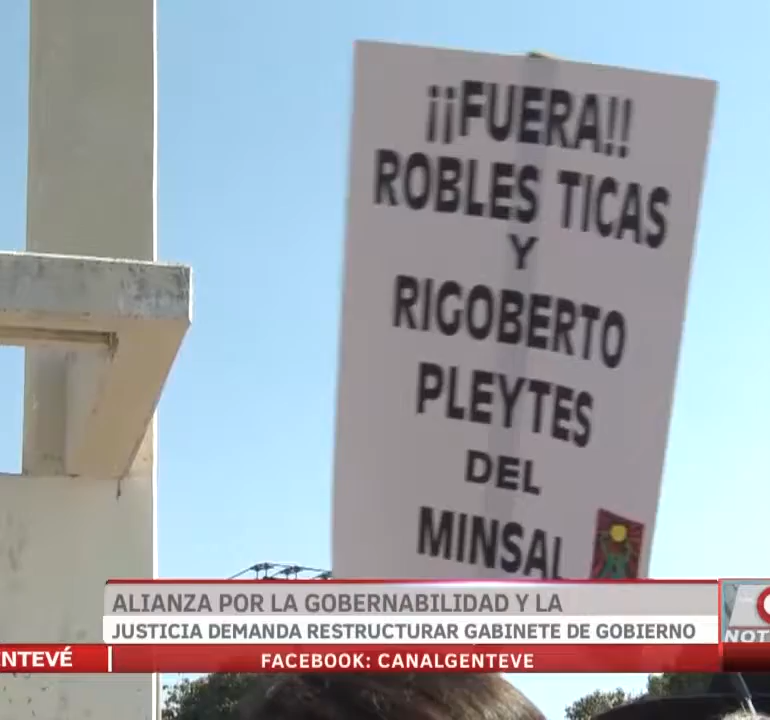 ¡¡FUERA!!
ROBLES TICAS
Y
RIGOBERTO
PLEYTES
DEL
MINSAL
ALIANZA POR LA GOBERNABILIDAD Y LA
JUSTICIA DEMANDA RESTRUCTURAR GABINETE DE GOBIERNO
NTEVÉ
FACEBOOK: CANALGENTEVE
NOT